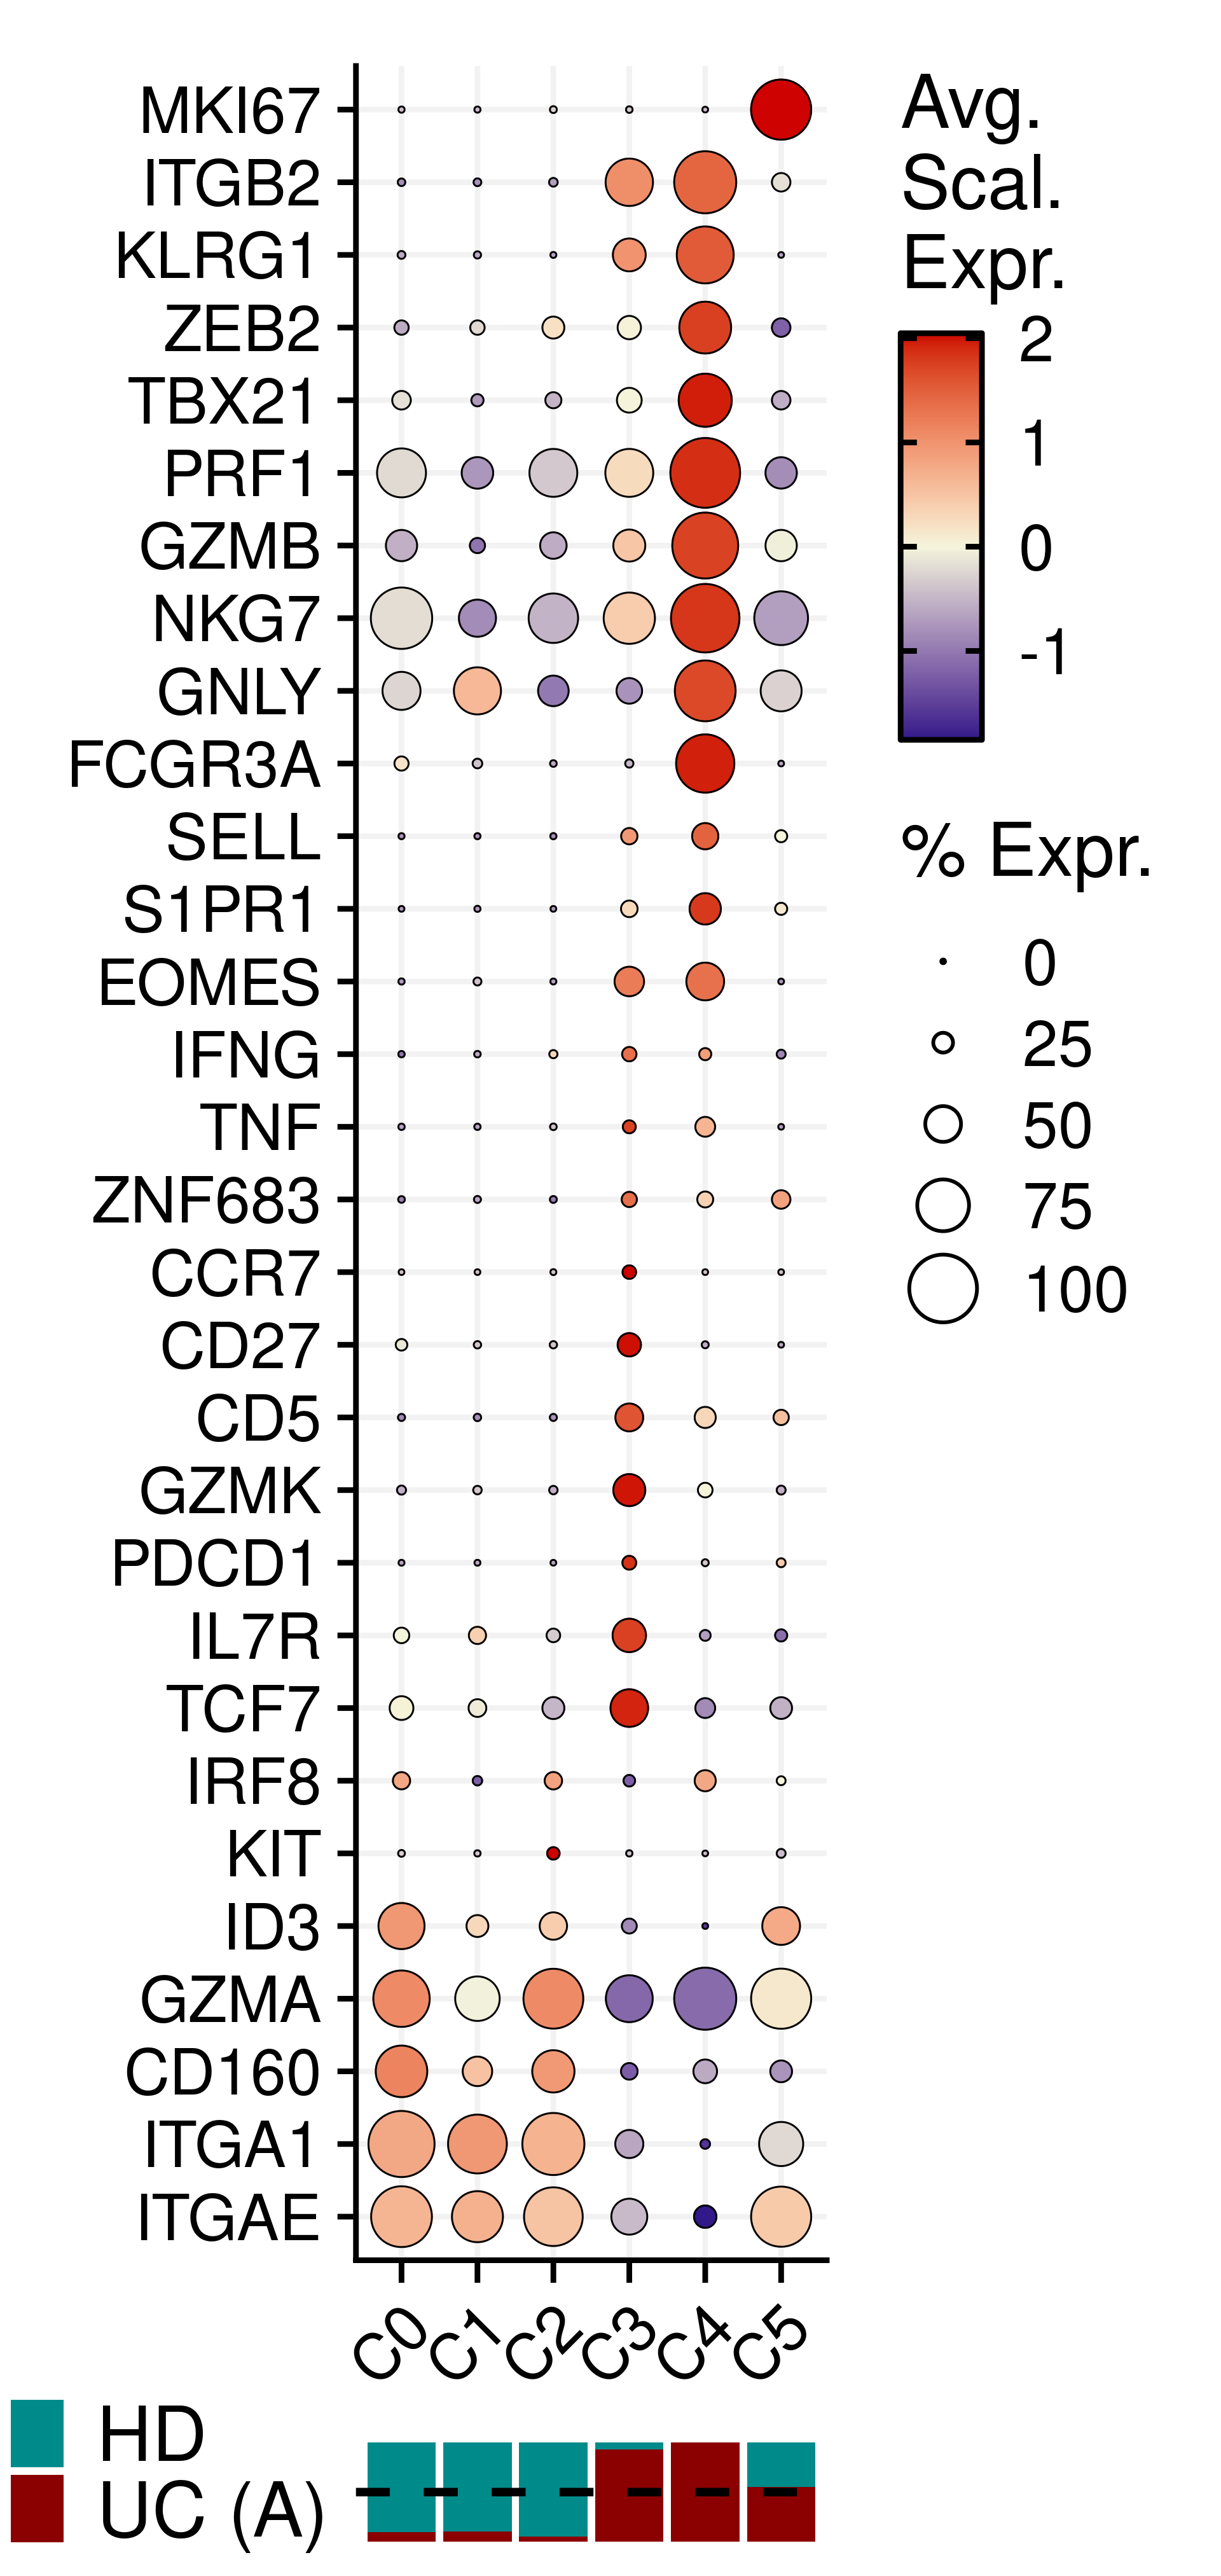 MKI67
ITGB2
KLRG1
ZEB2
TBX21
PRF1
GZMB
NKG7
GNLY
FCGR3A
SELL
S1PR1
EOMES
IFNG
TNF
ZNF683
CCR7
CD27
CD5
GZMK
PDCD1
IL7R
TCF7
IRF8
KIT
ID3
GZMA
CD160
ITGA1
ITGAE
C0 C1 C2 C3 C4 C5
HD
UC (A)
Avg.
Scal.
Expr.
2
1
0
-1
% Expr.
0
25
50
75
100